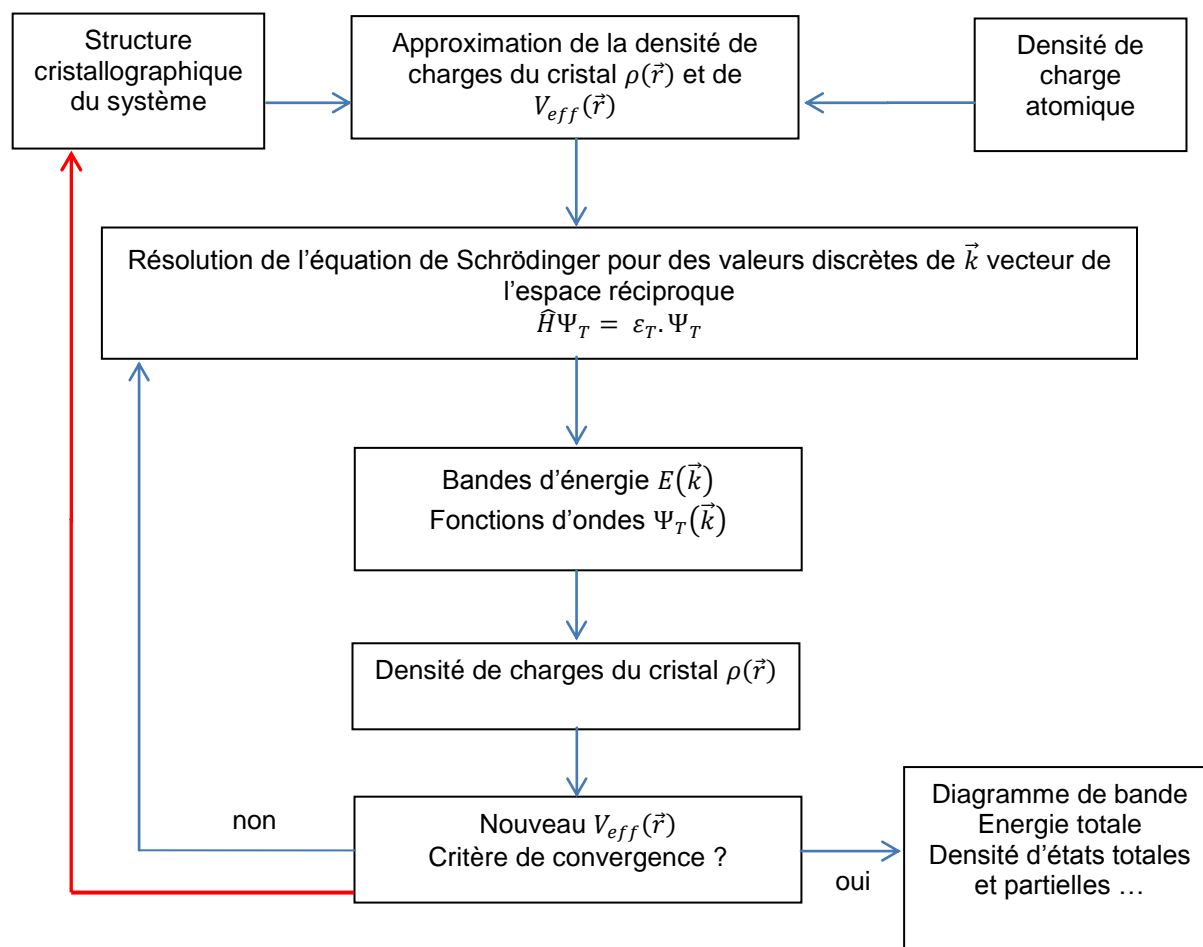 Structure
cristallographique
du système
Approximation de la densité de
charges du cristal ρ(r⃗) et de
V_eff(r⃗)
Densité de
charge
atomique
Résolution de l’équation de Schrödinger pour des valeurs discrètes de k⃗ vecteur de
l’espace réciproque
ĤΨ_T = ε_T.Ψ_T
Bandes d’énergie E(k⃗)
Fonctions d’ondes Ψ_T(k⃗)
Densité de charges du cristal ρ(r⃗)
non
Nouveau V_eff(r⃗)
Critère de convergence ?
oui
Diagramme de bande
Energie totale
Densité d’états totales
et partielles …